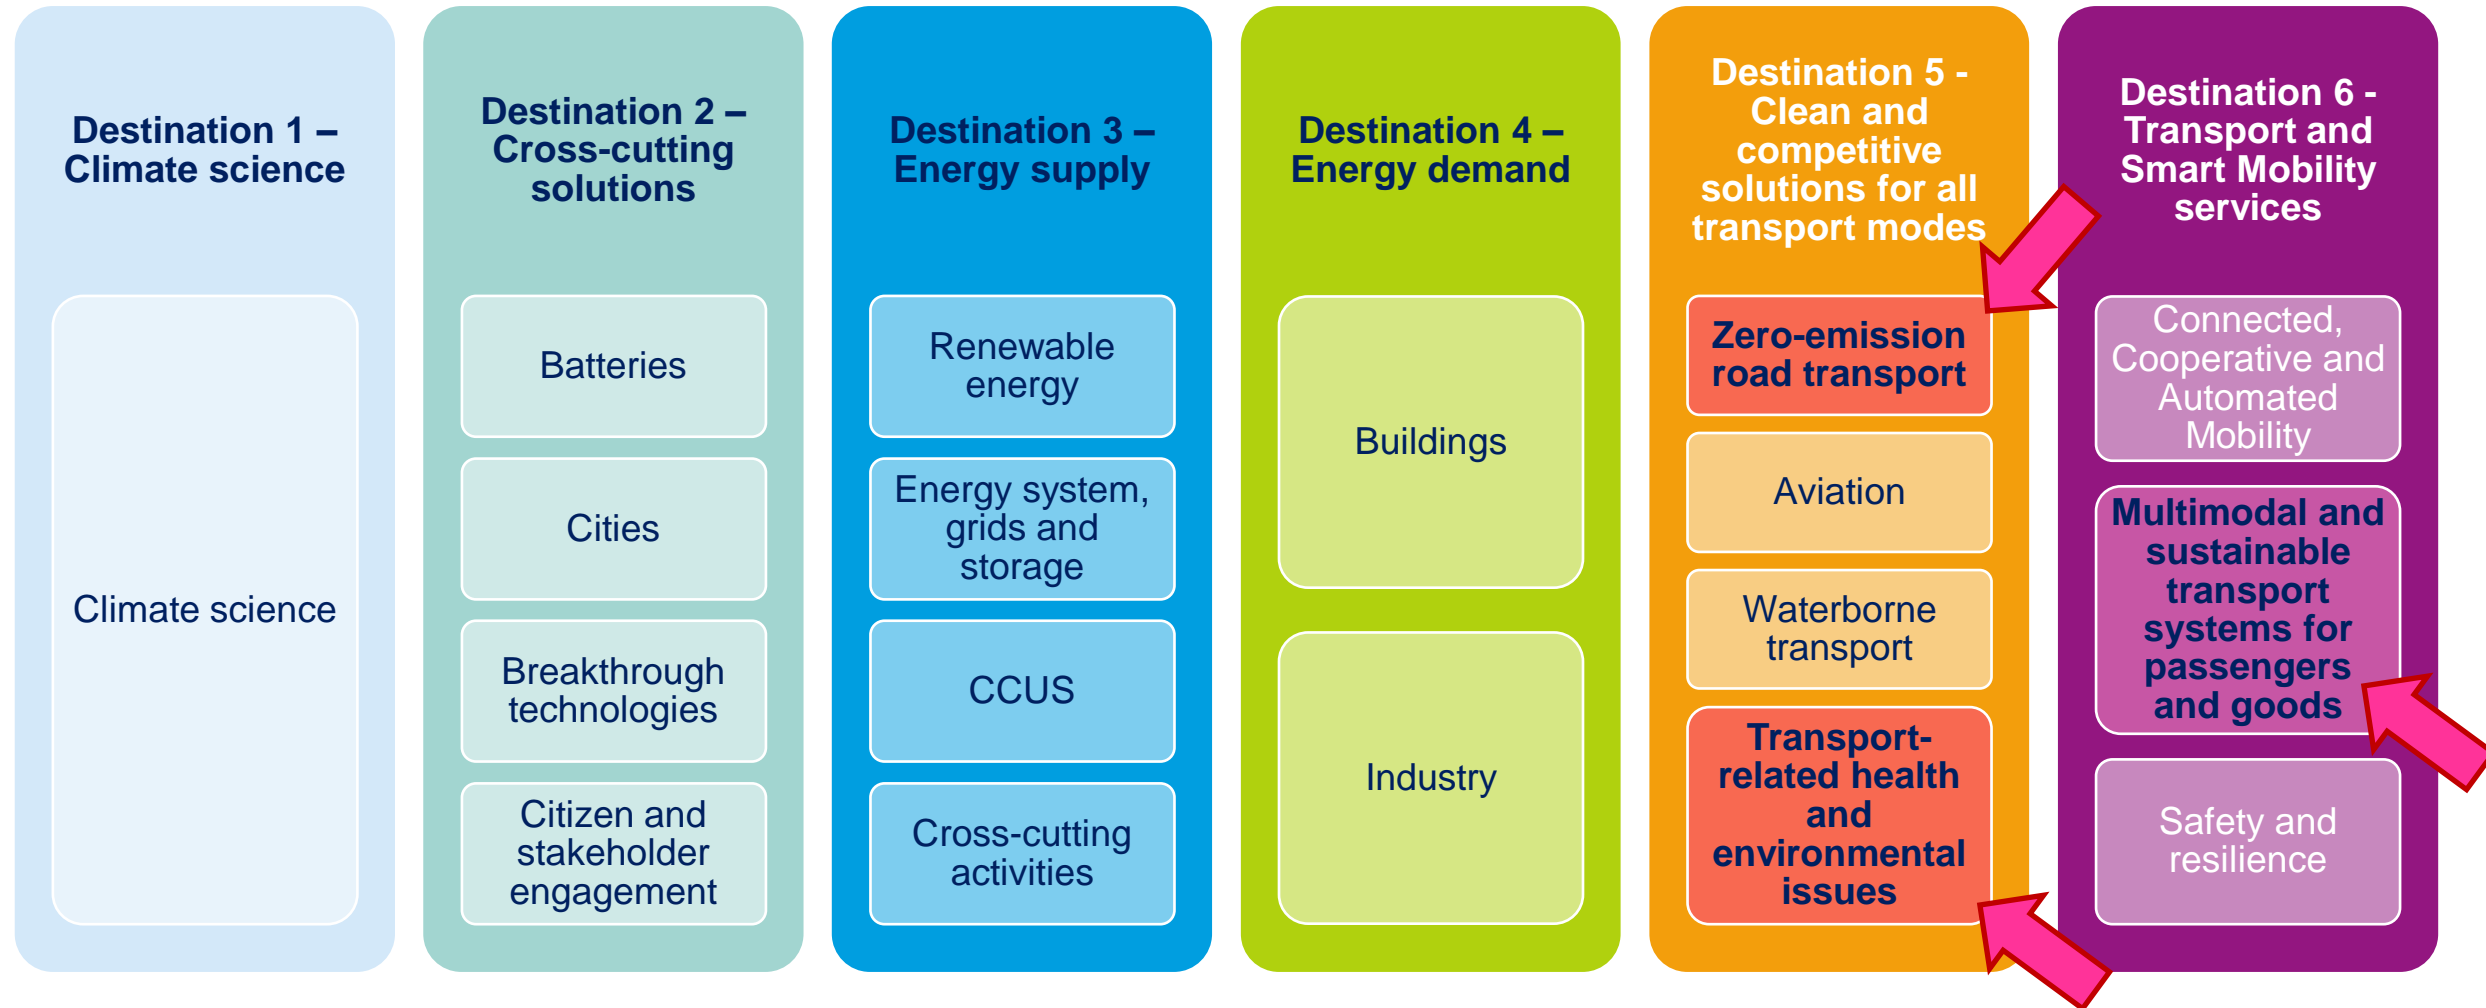 Destination 1 –
Climate science
Climate science
Destination 2 –
Cross-cutting
solutions
Batteries
Cities
Breakthrough
technologies
Citizen and
stakeholder
engagement
Destination 3 –
Energy supply
Renewable
energy
Energy system,
grids and
storage
CCUS
Cross-cutting
activities
Destination 4 –
Energy demand
Buildings
Industry
Destination 5 -
Clean and
competitive
solutions for all
transport modes
Zero-emission
road transport
Aviation
Waterborne
transport
Transport-
related health
and
environmental
issues
Destination 6 -
Transport and
Smart Mobility
services
Connected,
Cooperative and
Automated
Mobility
Multimodal and
sustainable
transport
systems for
passengers
and goods
Safety and
resilience